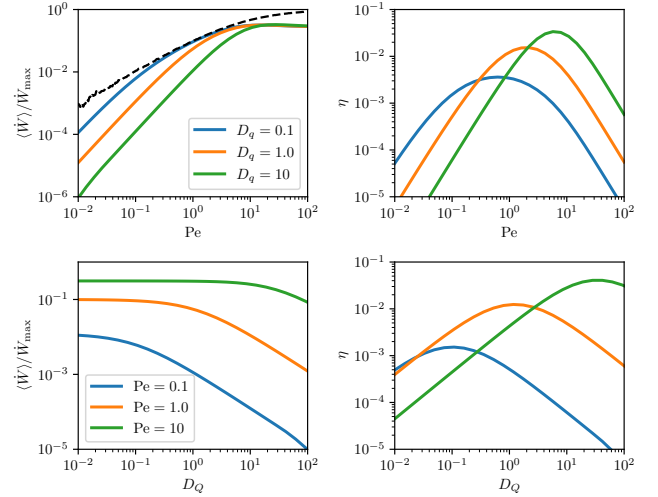 10^0
10^{-2}
10^{-4}
10^{-6}
⟨Ẇ⟩/Ẇ_max
D_q = 0.1
D_q = 1.0
D_q = 10
10^{-2} 10^{-1} 10^0 10^1 10^2
Pe
10^{-1}
10^{-2}
10^{-3}
10^{-4}
10^{-5}
η
10^{-2} 10^{-1} 10^0 10^1 10^2
Pe
10^{-1}
10^{-3}
10^{-5}
⟨Ẇ⟩/Ẇ_max
Pe = 0.1
Pe = 1.0
Pe = 10
10^{-2} 10^{-1} 10^0 10^1 10^2
D_Q
10^{-1}
10^{-2}
10^{-3}
10^{-4}
10^{-5}
η
10^{-2} 10^{-1} 10^0 10^1 10^2
D_Q